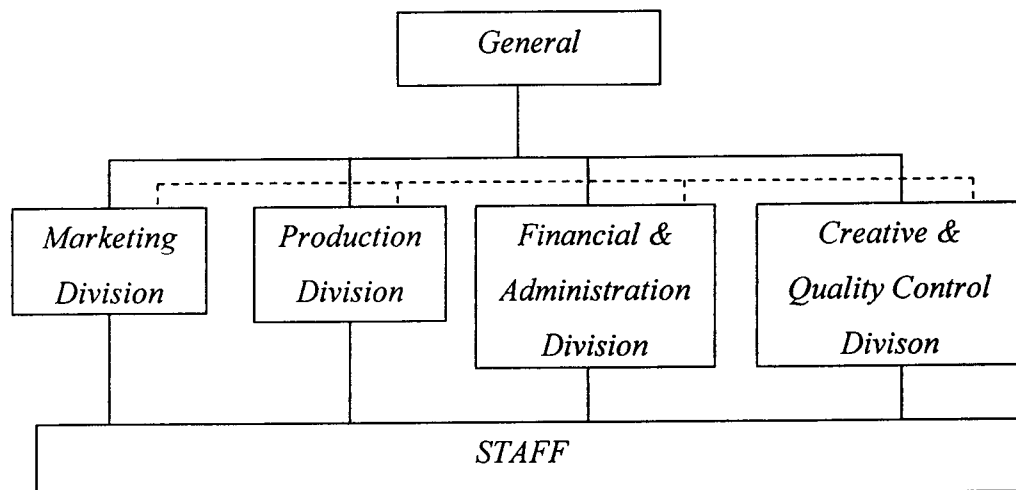 General
Marketing
Division
Production
Division
Financial &
Administration
Division
Creative &
Quality Control
Divison
STAFF